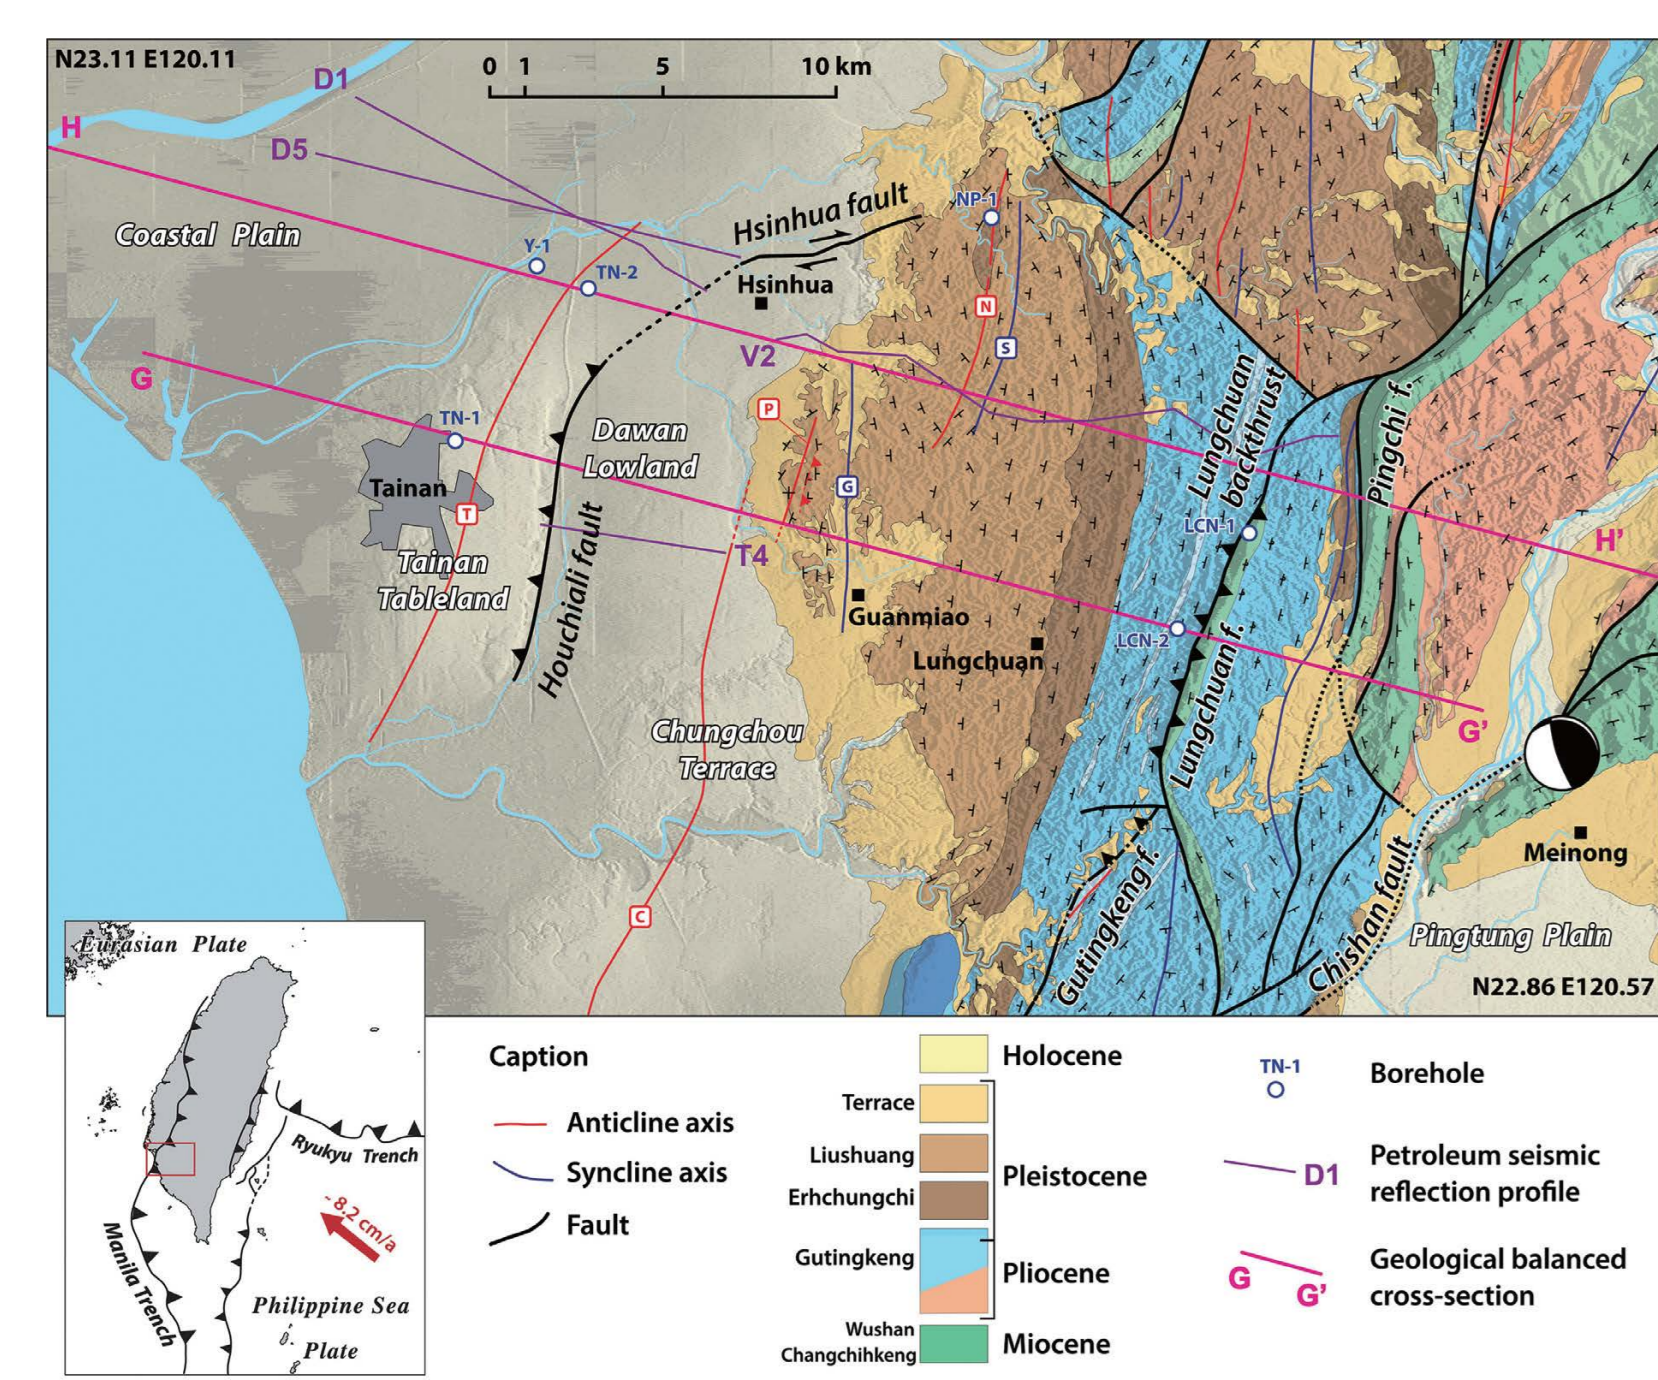 N23.11 E120.11
0 1 5 10 km
D1
H
D5
Hsinhua fault
NP-1
Coastal Plain
Y-1
TN-2
Hsinhua
N
S
V2
G
P
TN-1
Dawan
Lowland
Lungchuan
backthrust
Pingchi f.
Tainan
G
T
LCN-1
H'
Tainan
Tableland
Houchiali fault
T4
Guanmiao
LCN-2
Lungchuan
Lungchuan f.
G'
Chungchou
Terrace
Meinong
Gutingkeng f.
Chishan fault
C
Pingtung Plain
N22.86 E120.57
Eurasian Plate
Ryukyu Trench
~ 8.2 cm/a
Manila Trench
Philippine Sea
Plate
Caption
Anticline axis
Syncline axis
Fault
Holocene
Terrace
Liushuang
Pleistocene
Erhchungchi
Gutingkeng
Pliocene
Wushan
Changchihkeng
Miocene
TN-1
Borehole
D1
Petroleum seismic
reflection profile
G
G'
Geological balanced
cross-section